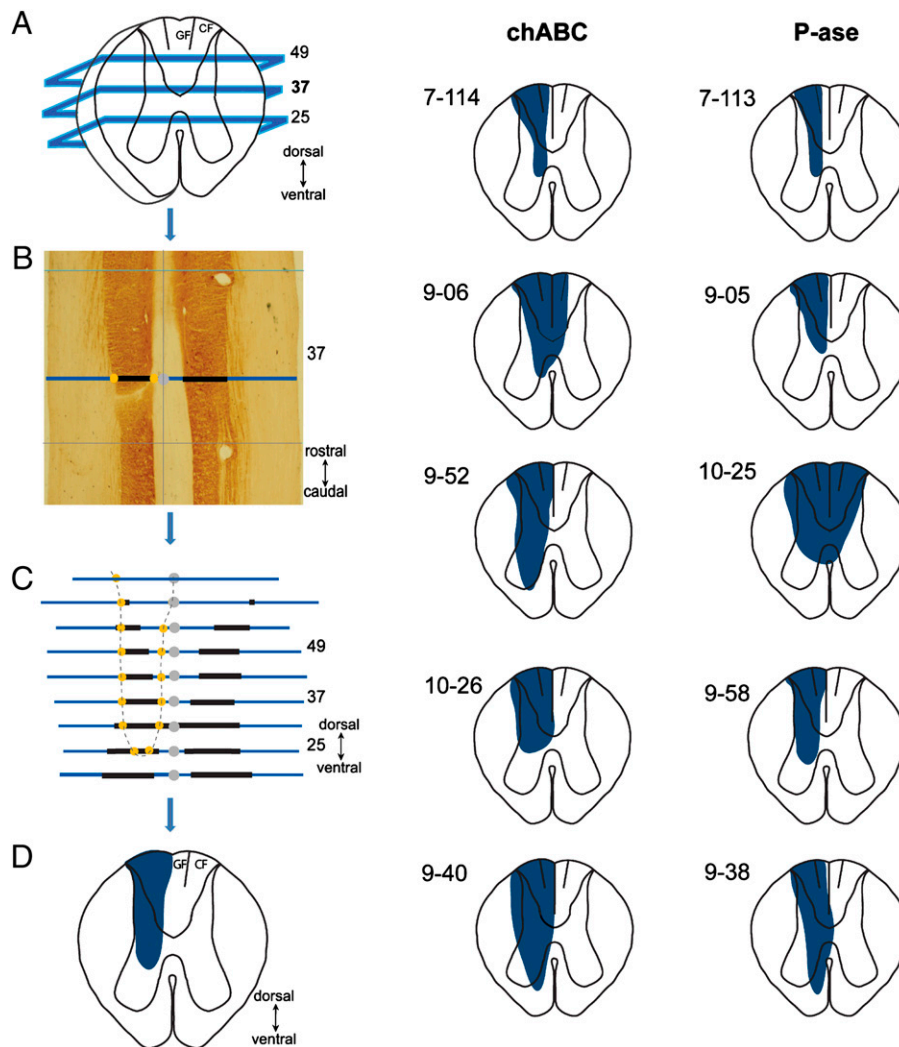 A
GF CF
49
37
25
dorsal
ventral
B
37
rostral
caudal
C
49
37
25
dorsal
ventral
D
GF CF
dorsal
ventral
chABC
P-ase
7-114
7-113
9-06
9-05
9-52
10-25
10-26
9-58
9-40
9-38